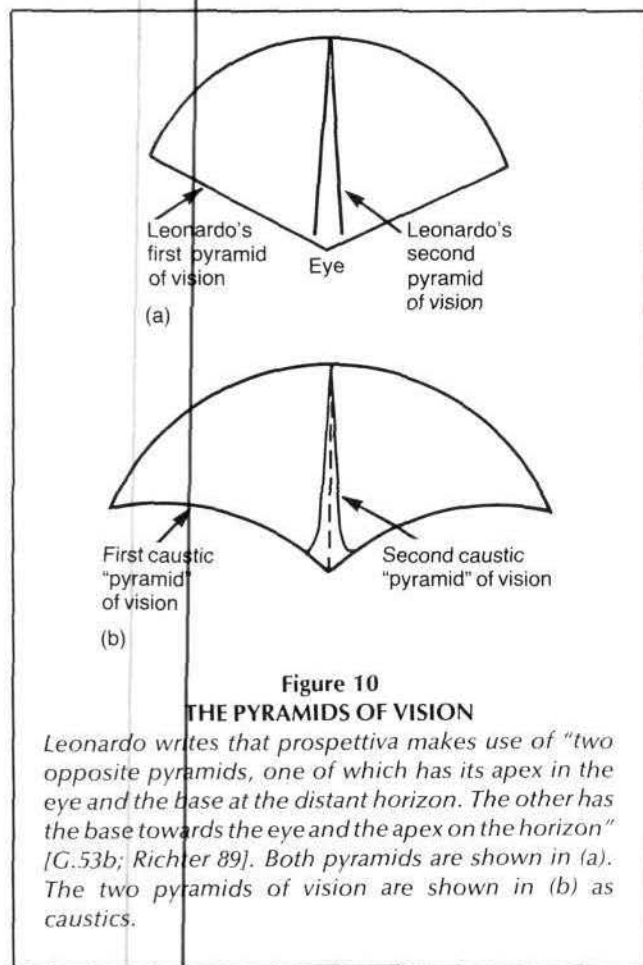 Leonardo's
first pyramid
of vision
Eye
Leonardo's
second
pyramid
of vision
(a)
First caustic
"pyramid"
of vision
Second caustic
"pyramid" of vision
(b)
Figure 10
THE PYRAMIDS OF VISION
Leonardo writes that prospettiva makes use of "two
opposite pyramids, one of which has its apex in the
eye and the base at the distant horizon. The other has
the base towards the eye and the apex on the horizon"
[G.53b; Richter 89]. Both pyramids are shown in (a).
The two pyramids of vision are shown in (b) as
caustics.